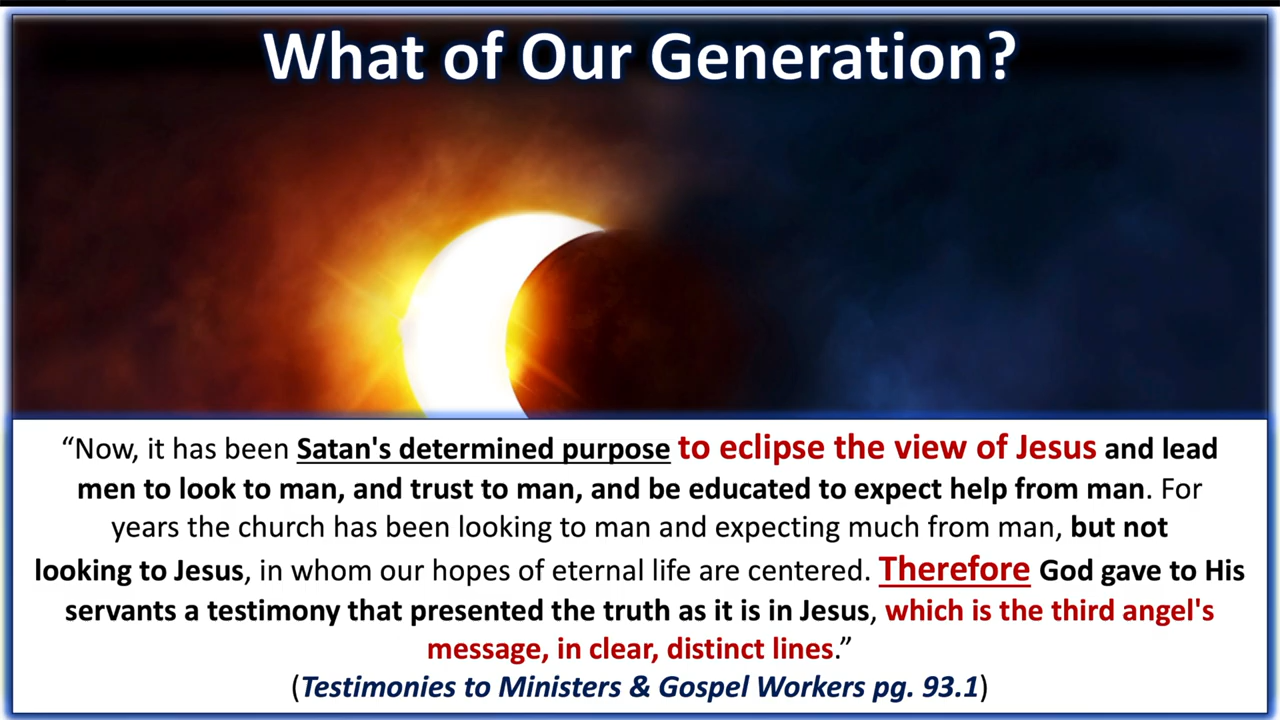 What of Our Generation?
“Now, it has been Satan's determined purpose to eclipse the view of Jesus and lead
men to look to man, and trust to man, and be educated to expect help from man. For
years the church has been looking to man and expecting much from man, but not
looking to Jesus, in whom our hopes of eternal life are centered. Therefore God gave to His
servants a testimony that presented the truth as it is in Jesus, which is the third angel's
message, in clear, distinct lines.”
(Testimonies to Ministers & Gospel Workers pg. 93.1)